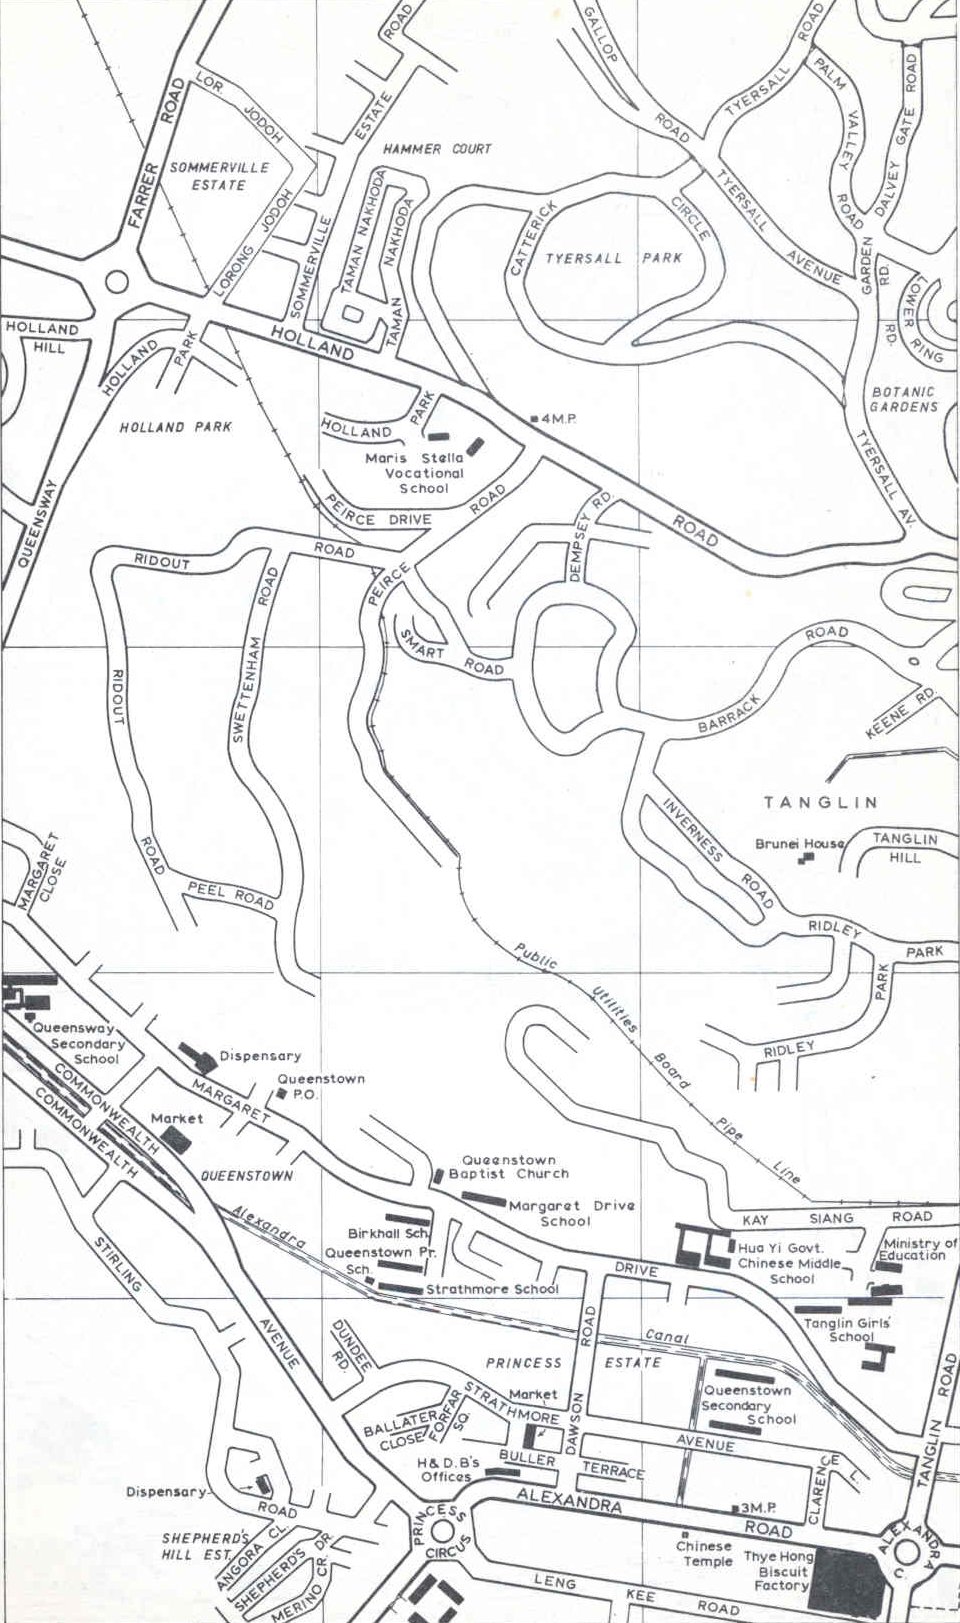 ROAD
GALLOP
ROAD
TYERSALL
ROAD
PALM
VALLEY
ROAD
DALVEY GATE ROAD
LOR
JODOH
ROAD
FARRER
ESTATE
HAMMER COURT
SOMMERVILLE
ESTATE
LORONG JODOH
SOMMERVILLE
TAMAN NAKHODA
NAKHODA
TAMAN
CATTERICK
CIRCLE
TYERSALL PARK
TYERSALL
AVENUE
GARDEN
RD.
RD.
LOWER
RING
BOTANIC
GARDENS
HOLLAND
HILL
HOLLAND
PARK
HOLLAND
HOLLAND PARK
HOLLAND
PARK
4M.P.
Maris Stella
Vocational
School
TYERSALL AV.
QUEENSWAY
PEIRCE DRIVE
ROAD
DEMPSEY RD.
ROAD
RIDOUT
ROAD
PEIRCE
ROAD
SWETTENHAM
RIDOUT
ROAD
SMART
ROAD
BARRACK
ROAD
KEENE RD.
TANGLIN
Brunei House
TANGLIN
HILL
INVERNESS
ROAD
MARGARET
CLOSE
PEEL ROAD
RIDLEY
PARK
PARK
RIDLEY
Public
Utilities
Board
Pipe
Line
Queensway
Secondary
School
Dispensary
Queenstown
P.O.
MARGARET
COMMONWEALTH
COMMONWEALTH
Market
QUEENSTOWN
Queenstown
Baptist Church
Margaret Drive
School
Alexandra
Birkhall Sch.
Queenstown Pr.
Sch.
Strathmore School
KAY SIANG ROAD
Hua Yi Govt.
Chinese Middle
School
Ministry of
Education
Tanglin Girls'
School
DRIVE
STIRLING
AVENUE
DUNDEE
RD.
ROAD
Canal
PRINCESS ESTATE
Market
STRATHMORE
BALLATER
CLOSE
FORFAR
SQ.
DAWSON
Queenstown
Secondary
School
AVENUE
ROAD
TANGLIN
H&D.B's
Offices
BULLER
TERRACE
CLARENCE
L.
Dispensary
ROAD
ALEXANDRA
3M.P.
ROAD
PRINCESS
CIRCUS
SHEPHERD'S
HILL EST.
ANGORA CL.
SHEPHERD'S DR.
MERINO CR.
Chinese
Temple
Thye Hong
Biscuit
Factory
ALEXANDRA
C.
LENG
KEE
ROAD